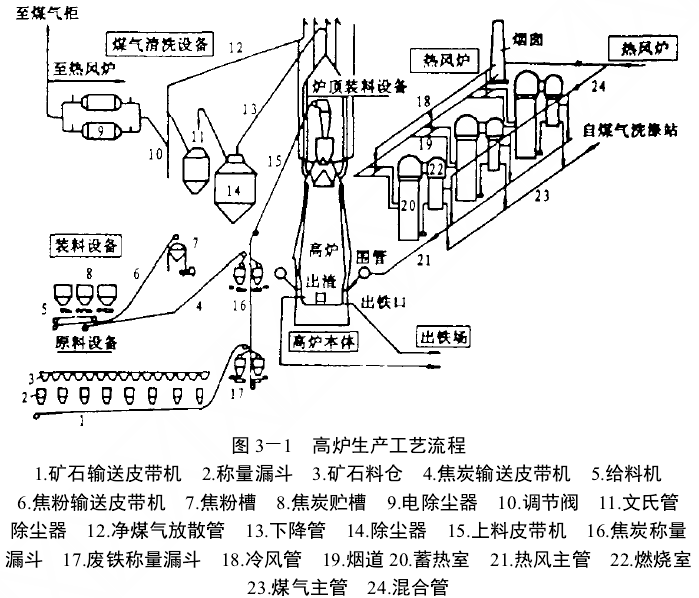 至煤气柜
煤气清洗设备
12
烟囱
热风炉
热风炉
至热风炉
炉顶装料设备
24
13
18
自煤气洗涤站
11
19
9
10
15
22
14
20
23
装料设备
7
高炉
围管
21
8
6
出渣
5
4
16
出铁口
原料设备
高炉本体
出铁场
3
2
17
1
图 3—1 高炉生产工艺流程
1.矿石输送皮带机 2.称量漏斗 3.矿石料仓 4.焦炭输送皮带机 5.给料机
6.焦粉输送皮带机 7.焦粉槽 8.焦炭贮槽 9.电除尘器 10.调节阀 11.文氏管
除尘器 12.净煤气放散管 13.下降管 14.除尘器 15.上料皮带机 16.焦炭称量
漏斗 17.废铁称量漏斗 18.冷风管 19.烟道 20.蓄热室 21.热风主管 22.燃烧室
23.煤气主管 24.混合管